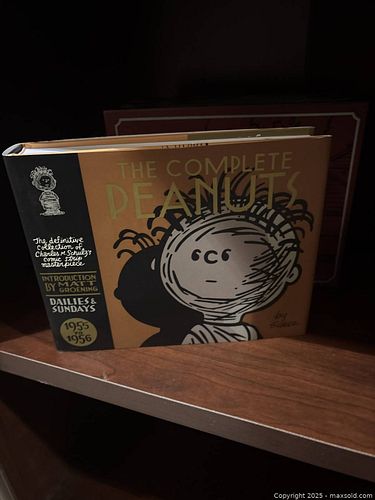 THE COMPLETE
PEANUTS
The definitive
collection of
Charles M. Schulz's
comic strip
masterpiece
INTRODUCTION
BY MATT
GROENING
DAILIES &
SUNDAYS
1955
TO
1956
by
Copyright 2025 - maxsold.com